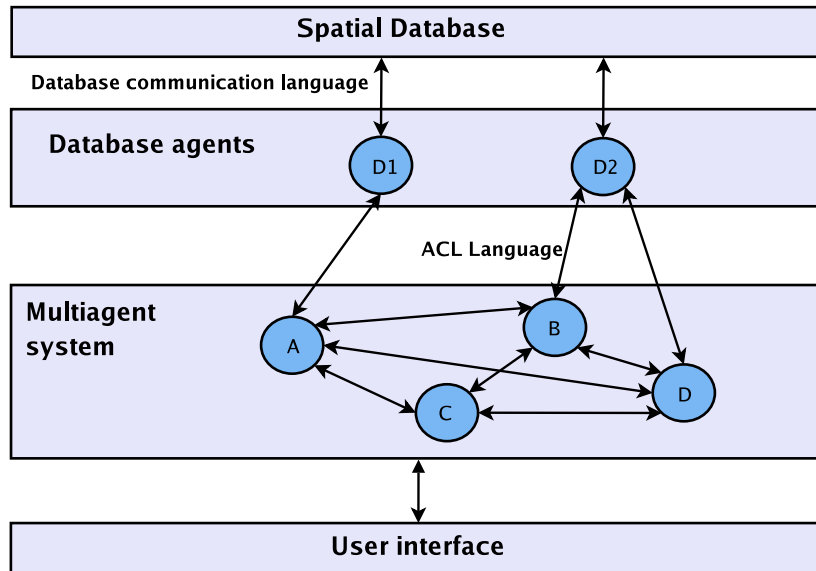 Spatial Database
Database communication language
Database agents
D1
D2
ACL Language
Multiagent
system
A
B
C
D
User interface